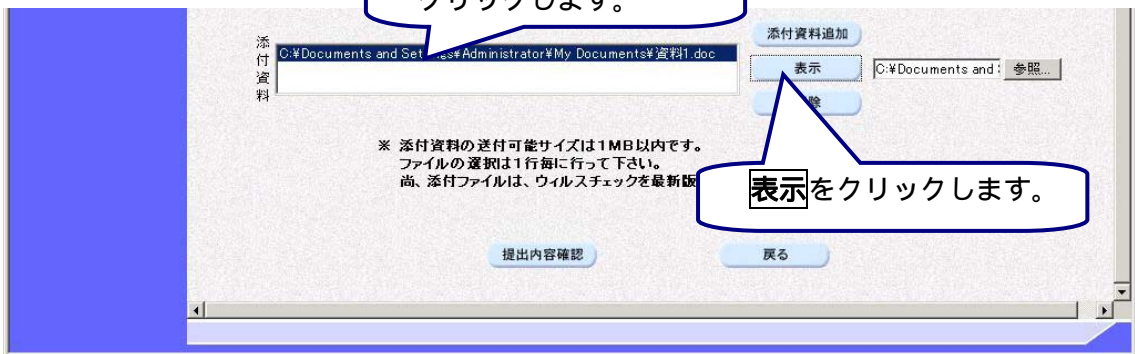 クリックします。
添付資料追加
添付資料
C:¥Documents and Set
gs¥Administrator¥My Documents¥資料1.doc
表示
C:¥Documents and
参照...
除
※ 添付資料の送付可能サイズは1MB以内です。
ファイルの選択は1行毎に行って下さい。
尚、添付ファイルは、ウィルスチェックを最新版
表示をクリックします。
提出内容確認
戻る